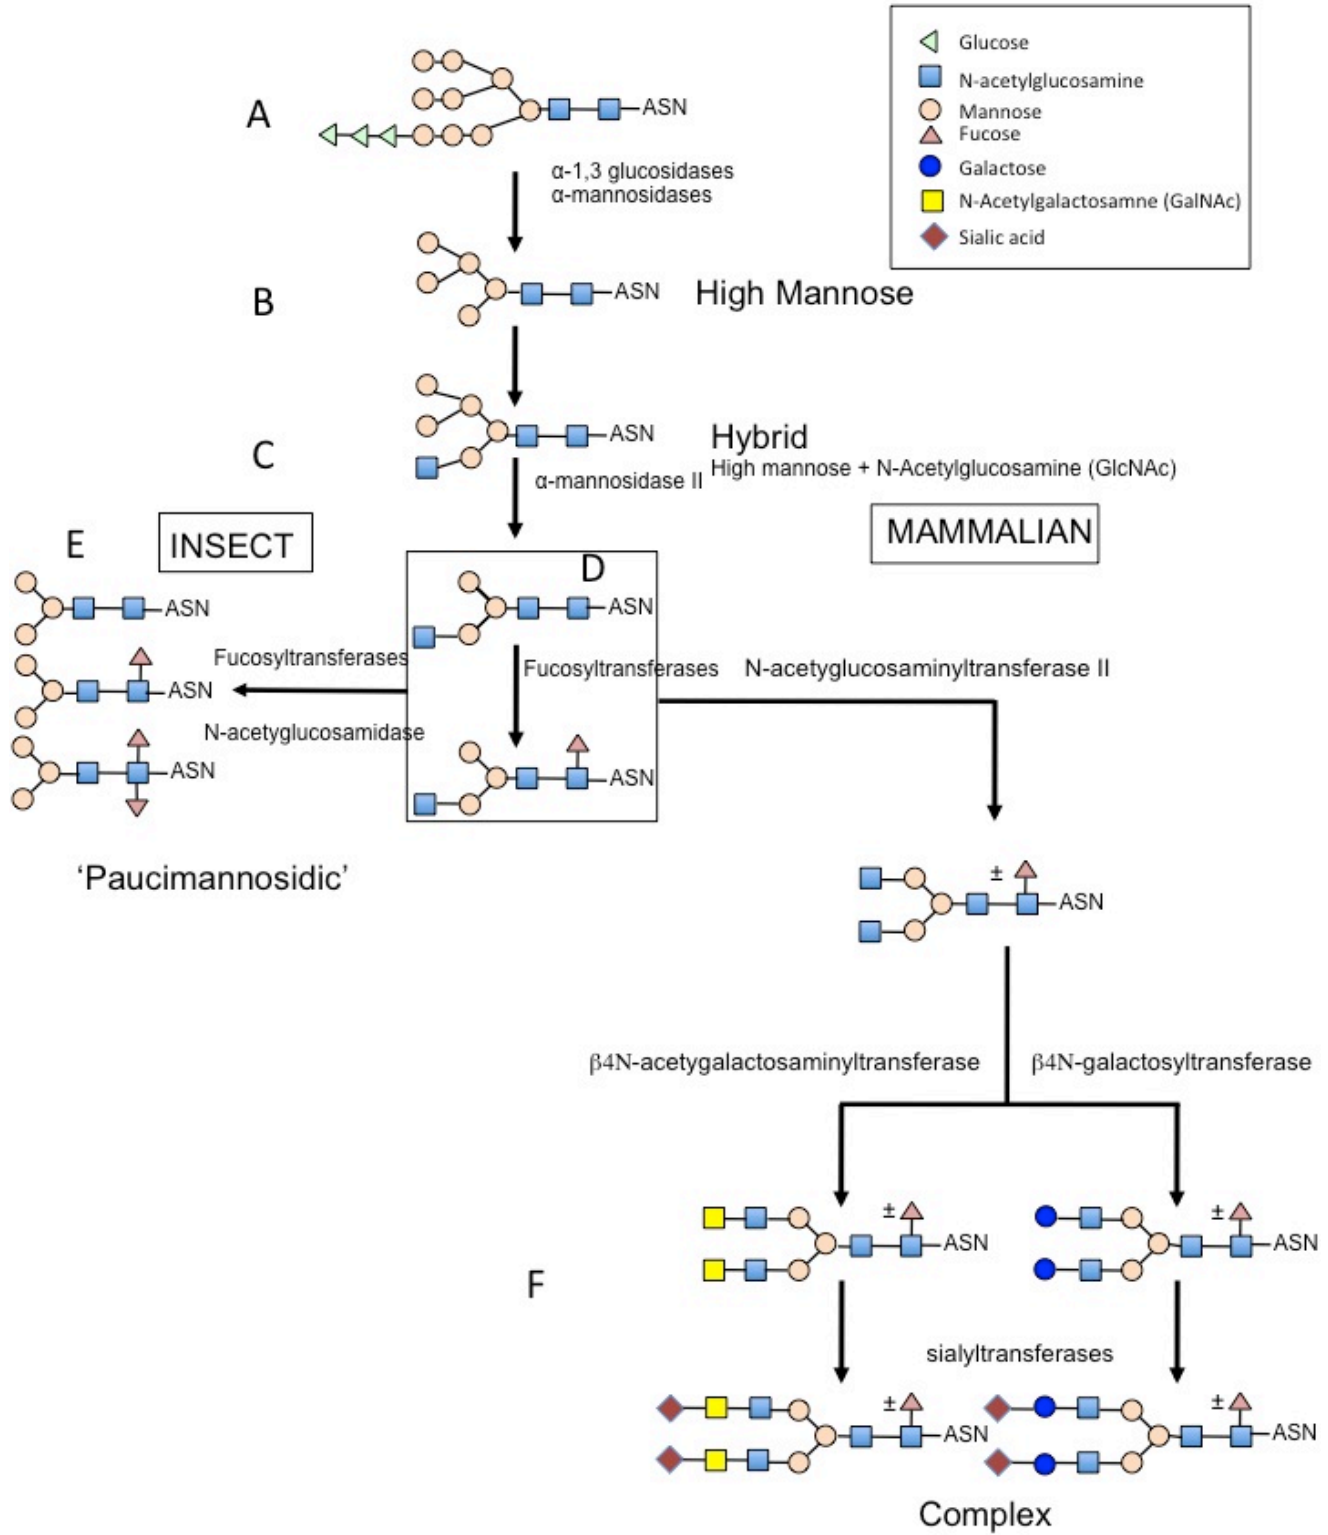 Glucose
N-acetylglucosamine
Mannose
Fucose
Galactose
N-Acetylgalactosamne (GalNAc)
Sialic acid
A
ASN
α-1,3 glucosidases
α-mannosidases
B
ASN
High Mannose
C
ASN
Hybrid
High mannose + N-Acetylglucosamine (GlcNAc)
α-mannosidase II
E
INSECT
MAMMALIAN
D
ASN
ASN
Fucosyltransferases
Fucosyltransferases
N-acetyglucosaminyltransferase II
ASN
N-acetyglucosamidase
ASN
ASN
'Paucimannosidic'
±
ASN
β4N-acetygalactosaminyltransferase
β4N-galactosyltransferase
±
ASN
±
ASN
F
sialyltransferases
±
ASN
±
ASN
Complex